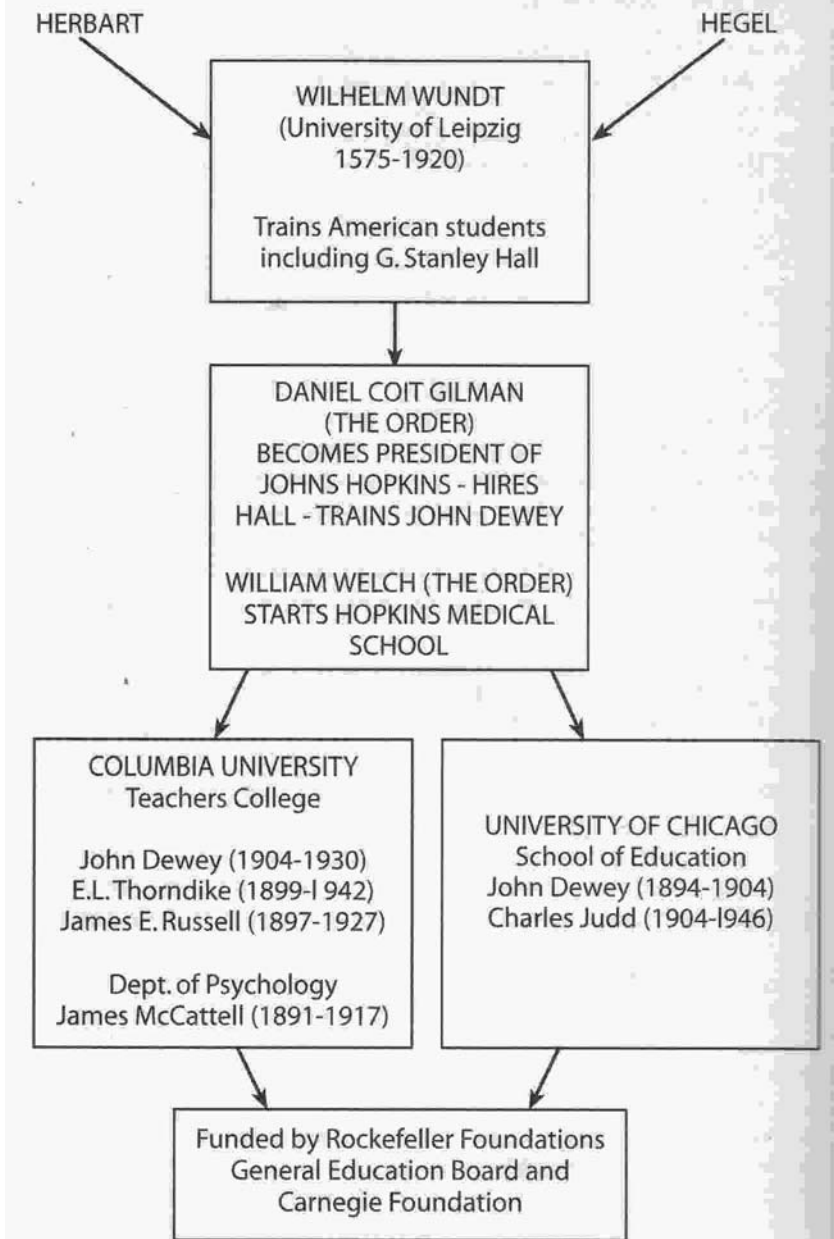 HERBART
HEGEL
WILHELM WUNDT
(University of Leipzig
1575-1920)
Trains American students
including G. Stanley Hall
DANIEL COIT GILMAN
(THE ORDER)
BECOMES PRESIDENT OF
JOHNS HOPKINS - HIRES
HALL - TRAINS JOHN DEWEY
WILLIAM WELCH (THE ORDER)
STARTS HOPKINS MEDICAL
SCHOOL
COLUMBIA UNIVERSITY
Teachers College
John Dewey (1904-1930)
E.L. Thorndike (1899-l 942)
James E. Russell (1897-1927)
Dept. of Psychology
James McCattell (1891-1917)
UNIVERSITY OF CHICAGO
School of Education
John Dewey (1894-1904)
Charles Judd (1904-l946)
Funded by Rockefeller Foundations
General Education Board and
Carnegie Foundation